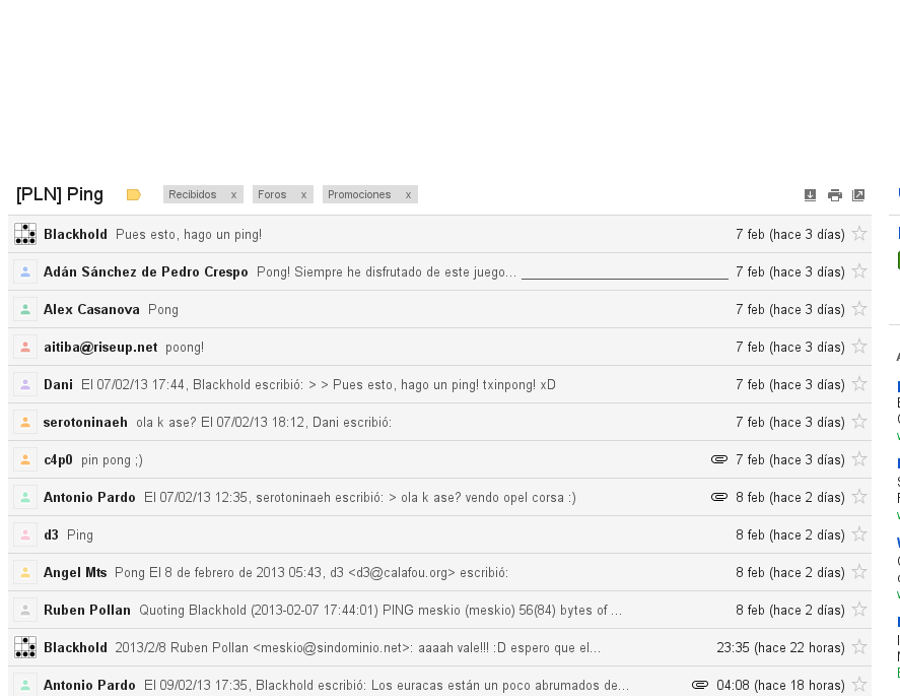 [PLN] Ping Recibidos x Foros x Promociones x
Blackhold Pues esto, hago un ping! 7 feb (hace 3 días)
Adán Sánchez de Pedro Crespo Pong! Siempre he disfrutado de este juego... 7 feb (hace 3 días)
Alex Casanova Pong 7 feb (hace 3 días)
aitiba@riseup.net poong! 7 feb (hace 3 días)
Dani El 07/02/13 17:44, Blackhold escribió: > > Pues esto, hago un ping! txinpong! xD 7 feb (hace 3 días)
serotoninaeh ola k ase? El 07/02/13 18:12, Dani escribió: 7 feb (hace 3 días)
c4p0 pin pong ;) 7 feb (hace 3 días)
Antonio Pardo El 07/02/13 12:35, serotoninaeh escribió: > ola k ase? vendo opel corsa :) 8 feb (hace 2 días)
d3 Ping 8 feb (hace 2 días)
Angel Mts Pong El 8 de febrero de 2013 05:43, d3 <d3@calafou.org> escribió: 8 feb (hace 2 días)
Ruben Pollan Quoting Blackhold (2013-02-07 17:44:01) PING meskio (meskio) 56(84) bytes of ... 8 feb (hace 2 días)
Blackhold 2013/2/8 Ruben Pollan <meskio@sindominio.net>: aaaah vale!!! :D espero que el... 23:35 (hace 22 horas)
Antonio Pardo El 09/02/13 17:35, Blackhold escribió: Los euracas están un poco abrumados de... 04:08 (hace 18 horas)